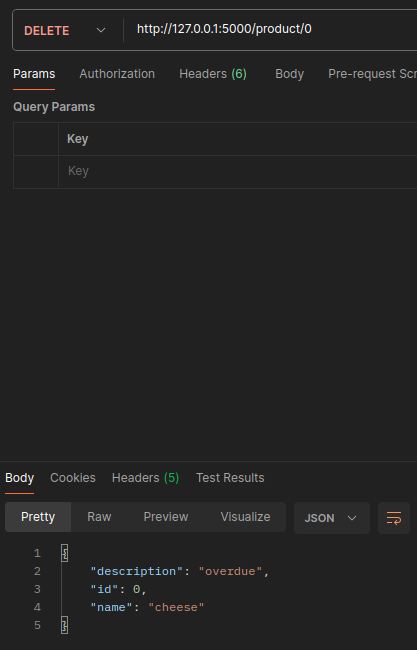 DELETE http://127.0.0.1:5000/product/0
Params Authorization Headers (6) Body Pre-request Scr
Query Params
Key
Key
Body Cookies Headers (5) Test Results
Pretty Raw Preview Visualize JSON
1 {
2 "description": "overdue",
3 "id": 0,
4 "name": "cheese"
5 }